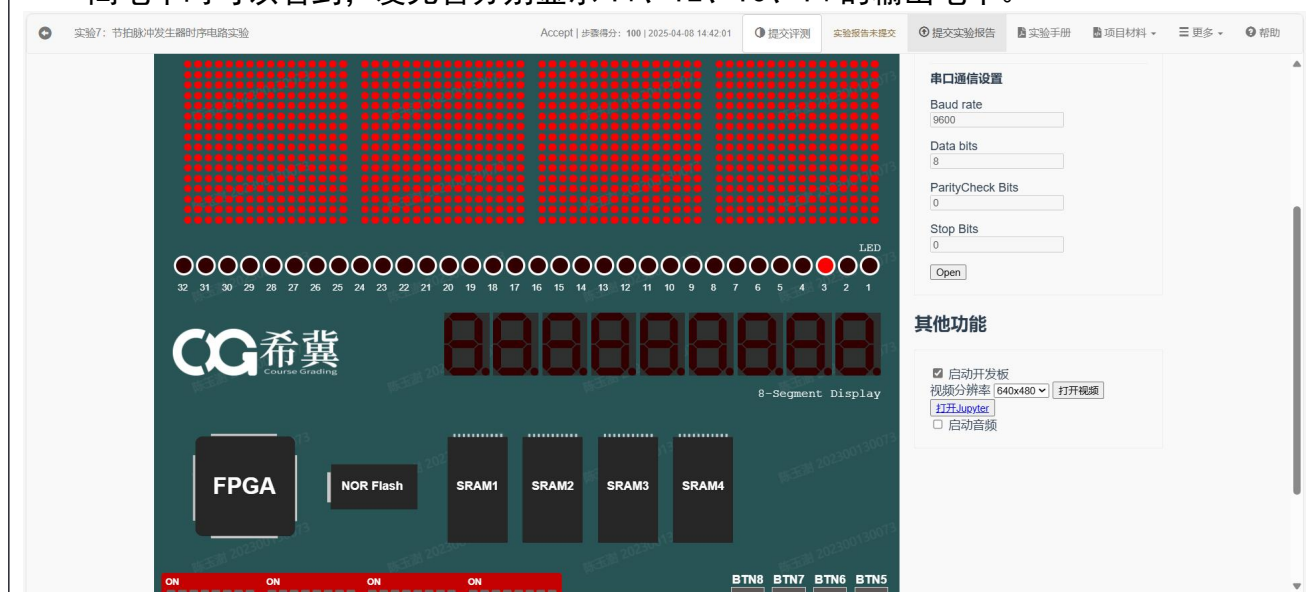 实验7：节拍脉冲发生器时序电路实验
Accept | 步骤得分：100 | 2025-04-08 14:42:01
提交评测
实验报告未提交
提交实验报告
实验手册
项目材料
更多
帮助
LED
32 31 30 29 28 27 26 25 24 23 22 21 20 19 18 17 16 15 14 13 12 11 10 9 8 7 6 5 4 3 2 1
CG希冀
Course Grading
8-Segment Display
FPGA
NOR Flash
SRAM1
SRAM2
SRAM3
SRAM4
ON ON ON ON
BTN8 BTN7 BTN6 BTN5
串口通信设置
Baud rate
9600
Data bits
8
ParityCheck Bits
0
Stop Bits
0
Open
其他功能
启动开发板
视频分辨率 640x480 打开视频
打开Jupyter
启动音频